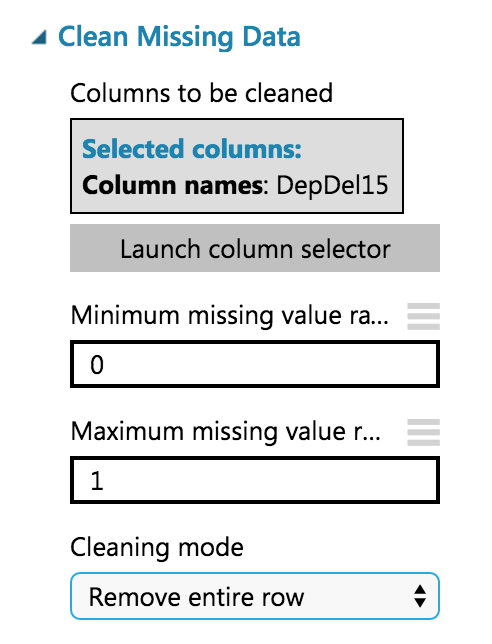 Clean Missing Data
Columns to be cleaned
Selected columns:
Column names: DepDel15
Launch column selector
Minimum missing value ra...
0
Maximum missing value r...
1
Cleaning mode
Remove entire row